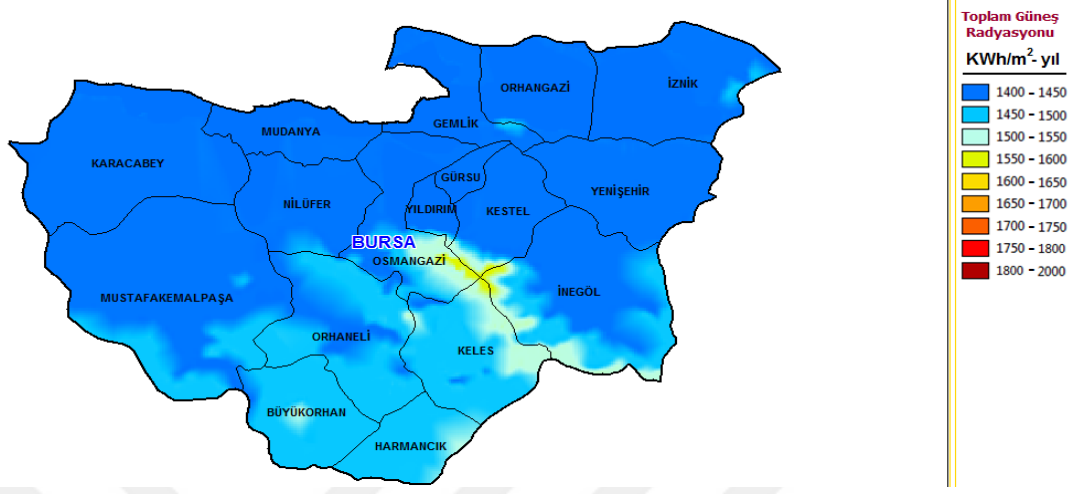 ORHANGAZİ
İZNİK
GEMLİK
MUDANYA
KARACABEY
GÜRSU
YENİŞEHİR
NİLÜFER
YILDIRIM
KESTEL
BURSA
OSMANGAZİ
İNEGÖL
MUSTAFAKEMALPAŞA
ORHANELİ
KELES
BÜYÜKORHAN
HARMANCIK
Toplam Güneş
Radyasyonu
KWh/m²- yıl
1400 - 1450
1450 - 1500
1500 - 1550
1550 - 1600
1600 - 1650
1650 - 1700
1700 - 1750
1750 - 1800
1800 - 2000